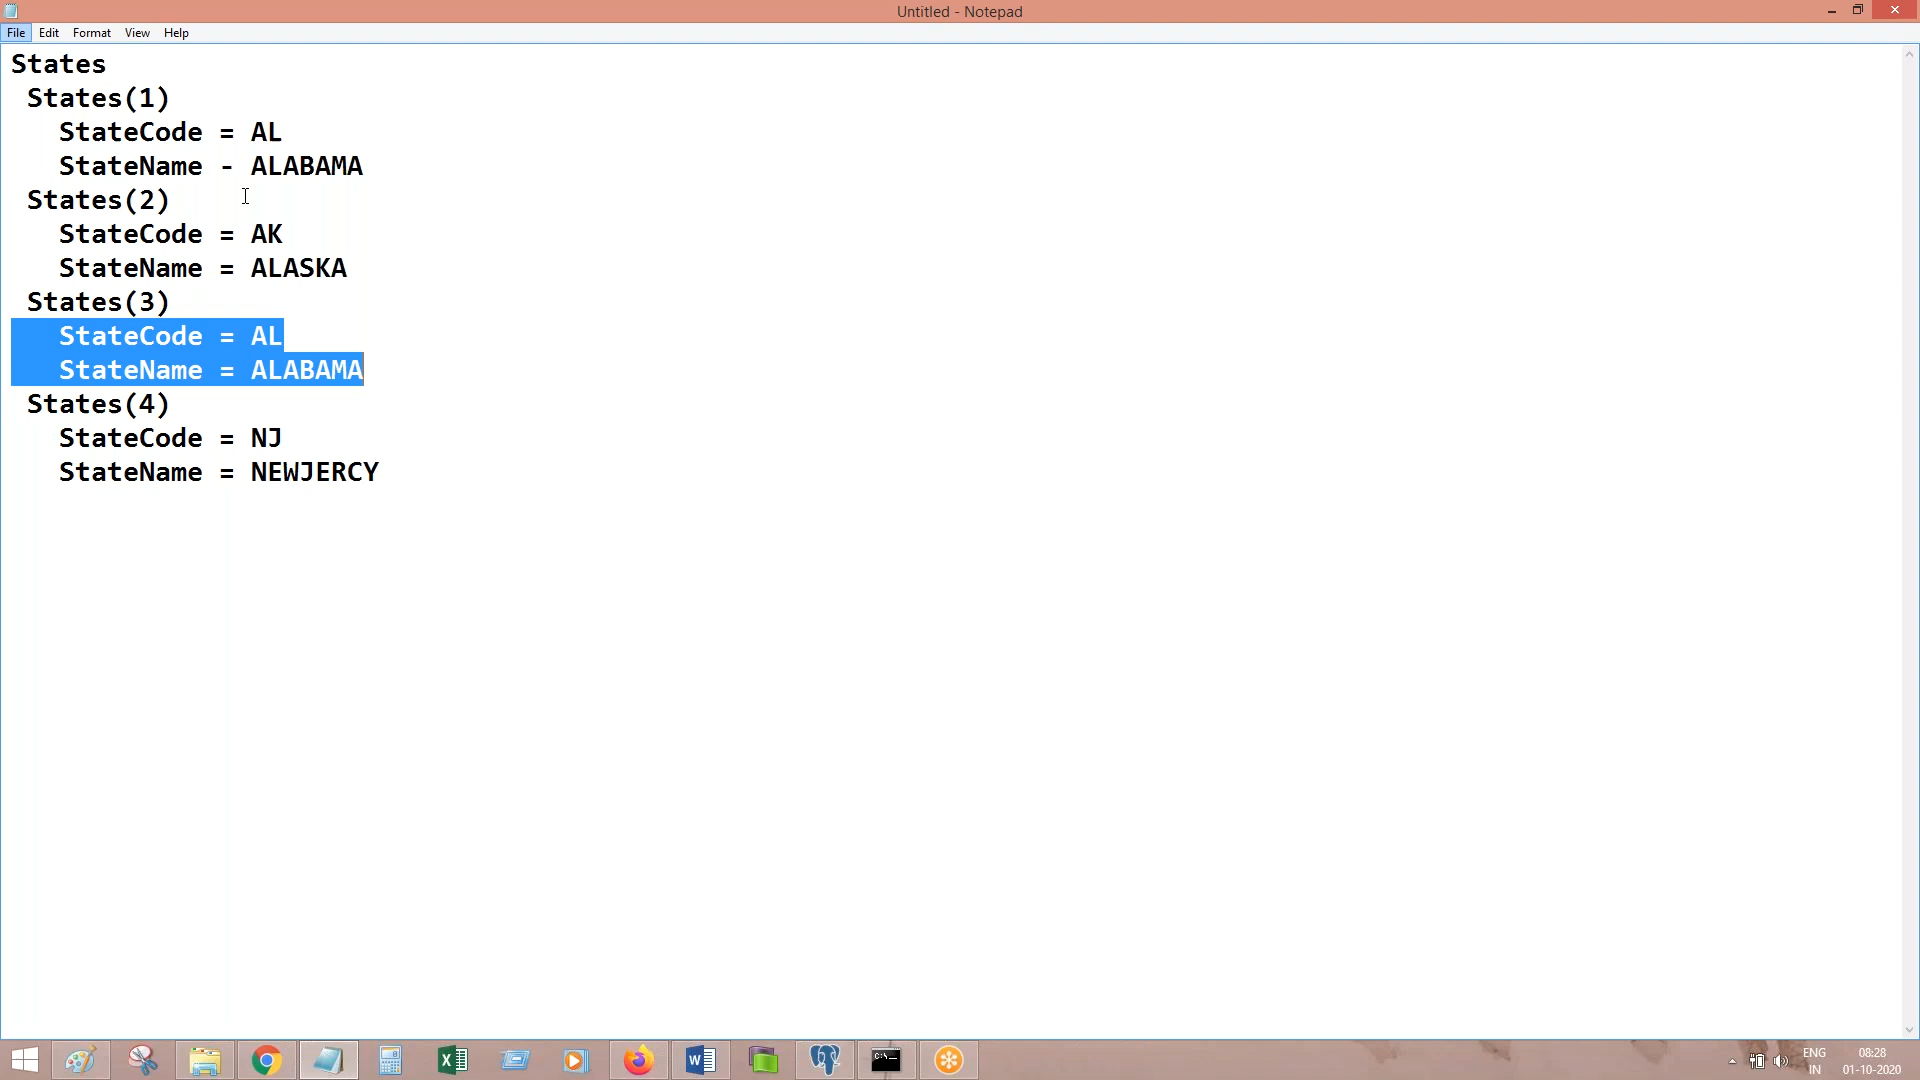 Untitled - Notepad
File Edit Format View Help
States
States(1)
StateCode = AL
StateName - ALABAMA
States(2)
StateCode = AK
StateName = ALASKA
States(3)
StateCode = AL
StateName = ALABAMA
States(4)
StateCode = NJ
StateName = NEWJERCY
ENG 08:28
IN 01-10-2020